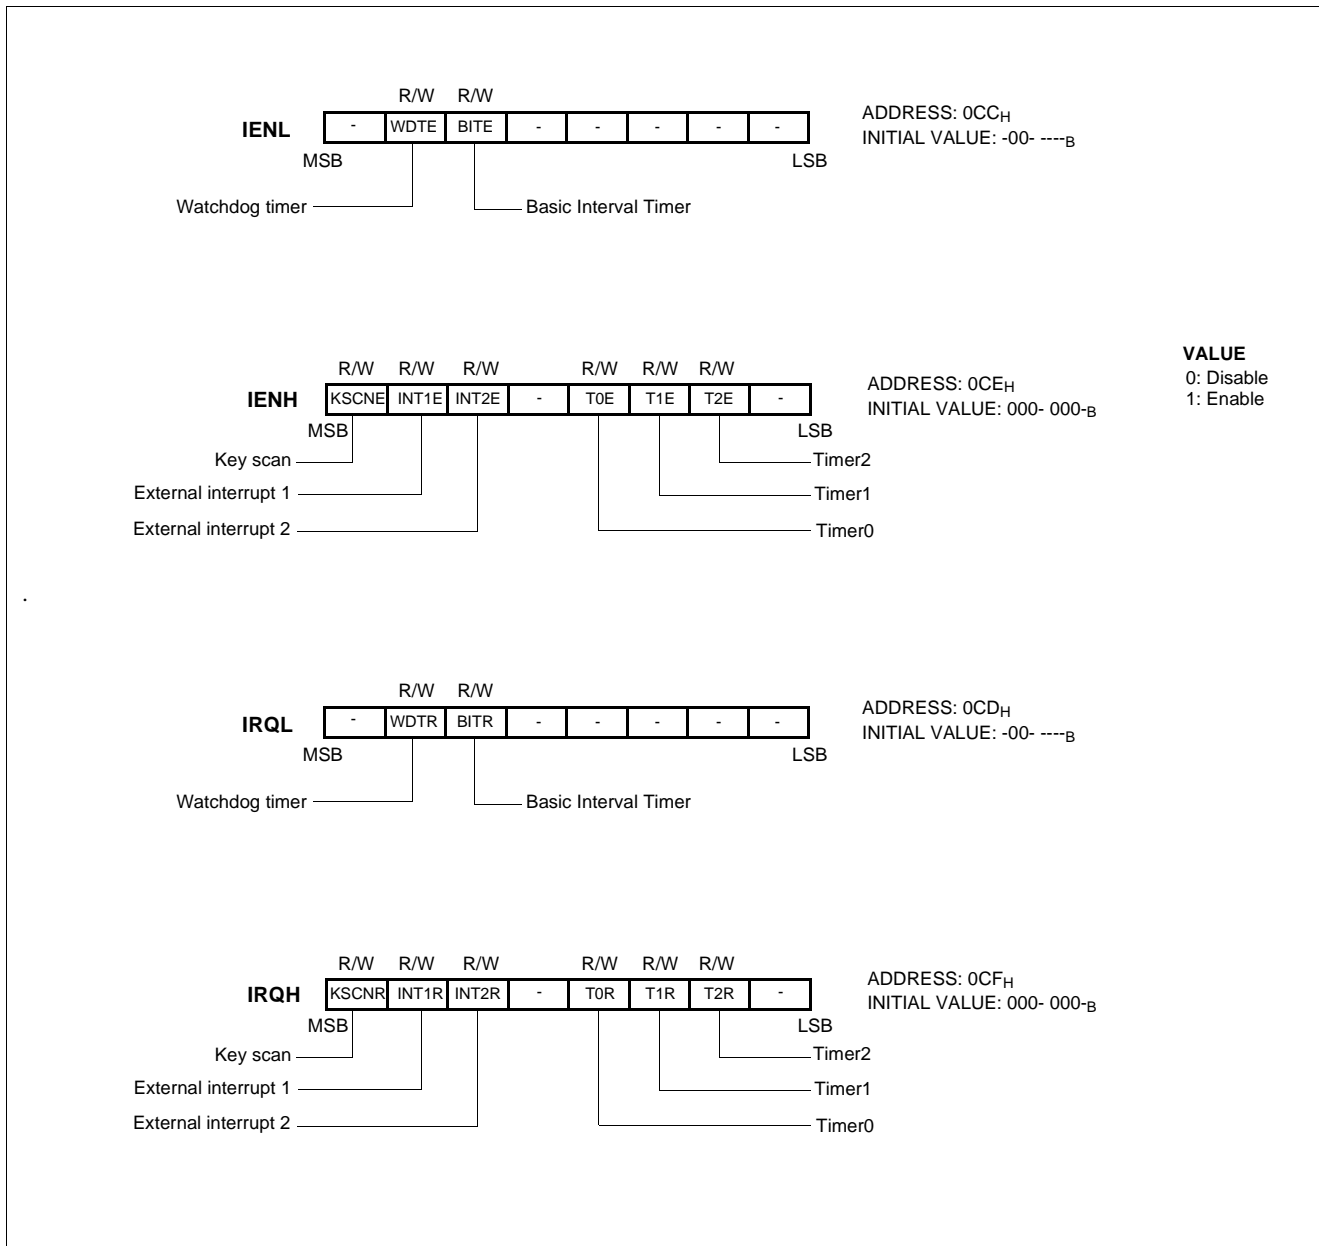 R/W R/W
IENL - WDTE BITE - - - - - ADDRESS: 0CCH
INITIAL VALUE: -00- ----B
MSB LSB
Watchdog timer Basic Interval Timer
VALUE
0: Disable
1: Enable
R/W R/W R/W R/W R/W R/W
IENH KSCNE INT1E INT2E - T0E T1E T2E - ADDRESS: 0CEH
INITIAL VALUE: 000- 000-B
MSB LSB
Key scan Timer2
External interrupt 1 Timer1
External interrupt 2 Timer0
.
R/W R/W
IRQL - WDTR BITR - - - - - ADDRESS: 0CDH
INITIAL VALUE: -00- ----B
MSB LSB
Watchdog timer Basic Interval Timer
R/W R/W R/W R/W R/W R/W
IRQH KSCNR INT1R INT2R - T0R T1R T2R - ADDRESS: 0CFH
INITIAL VALUE: 000- 000-B
MSB LSB
Key scan Timer2
External interrupt 1 Timer1
External interrupt 2 Timer0